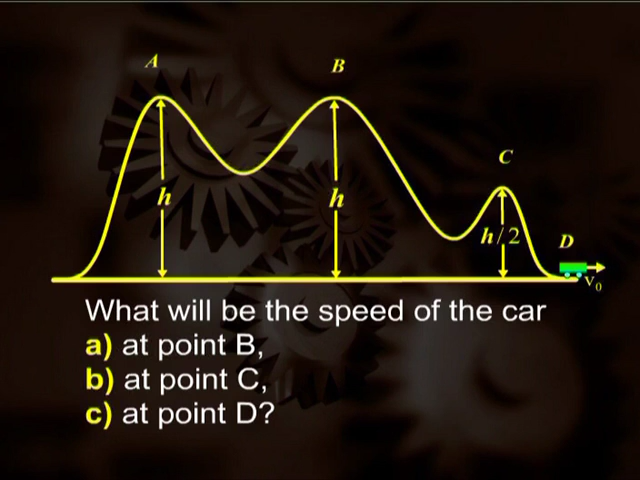 A
B
C
h
h
h/2
D
v₀
What will be the speed of the car
a) at point B,
b) at point C,
c) at point D?